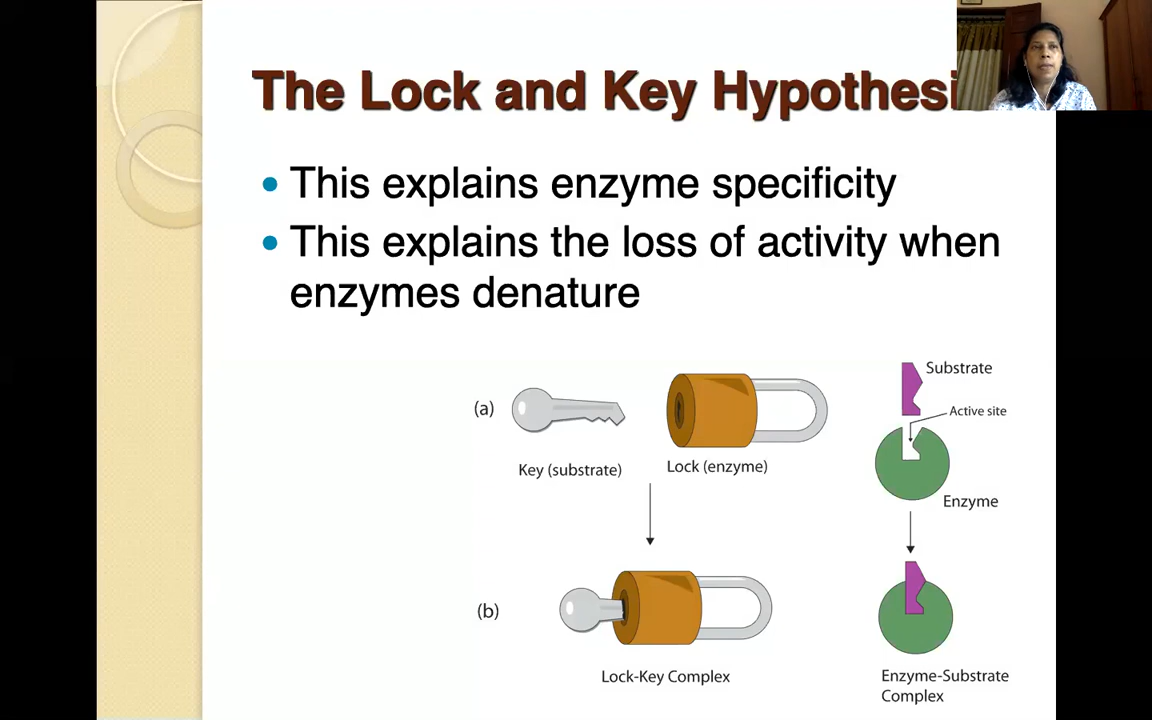 The Lock and Key Hypothesi
This explains enzyme specificity
This explains the loss of activity when
enzymes denature
(a)
Key (substrate)
Lock (enzyme)
Substrate
Active site
Enzyme
(b)
Lock-Key Complex
Enzyme-Substrate
Complex